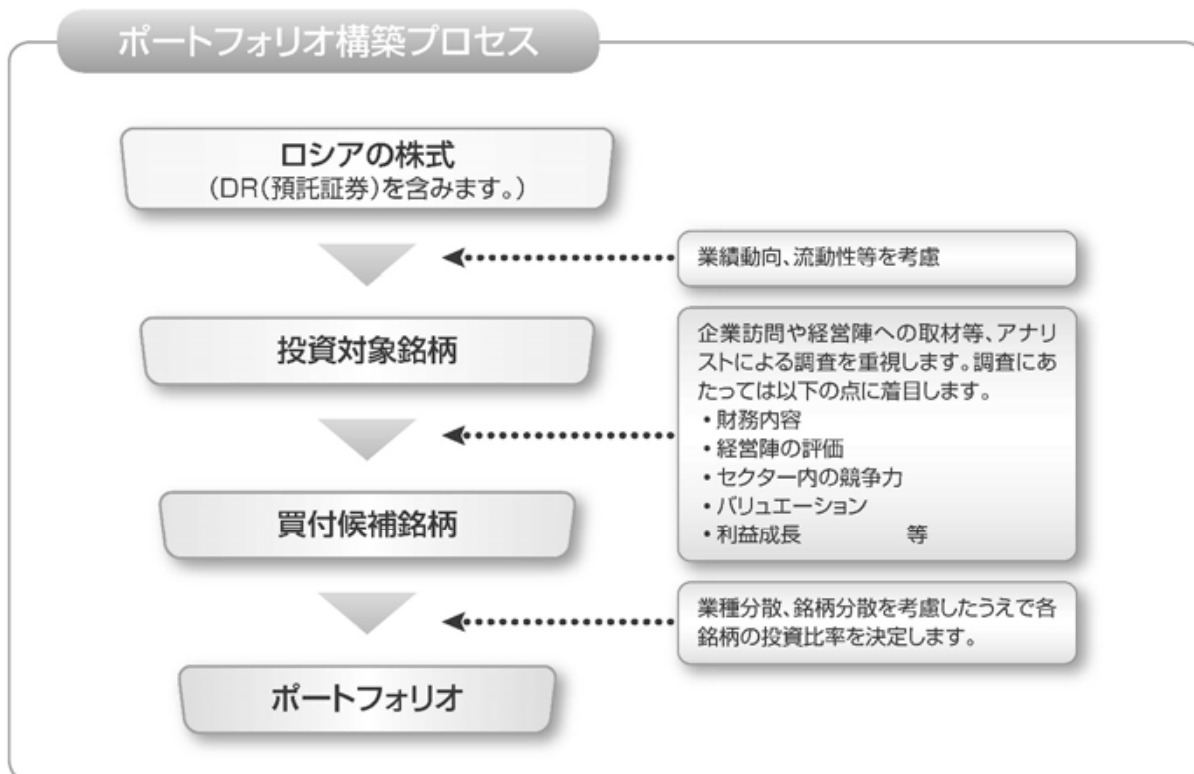 ポートフォリオ構築プロセス
ロシアの株式
(DR(預託証券)を含みます。)
業績動向、流動性等を考慮
投資対象銘柄
企業訪問や経営陣への取材等、アナリ
ストによる調査を重視します。調査にあ
たっては以下の点に着目します。
・財務内容
・経営陣の評価
・セクター内の競争力
・バリュエーション
・利益成長 等
買付候補銘柄
業種分散、銘柄分散を考慮したうえで各
銘柄の投資比率を決定します。
ポートフォリオ